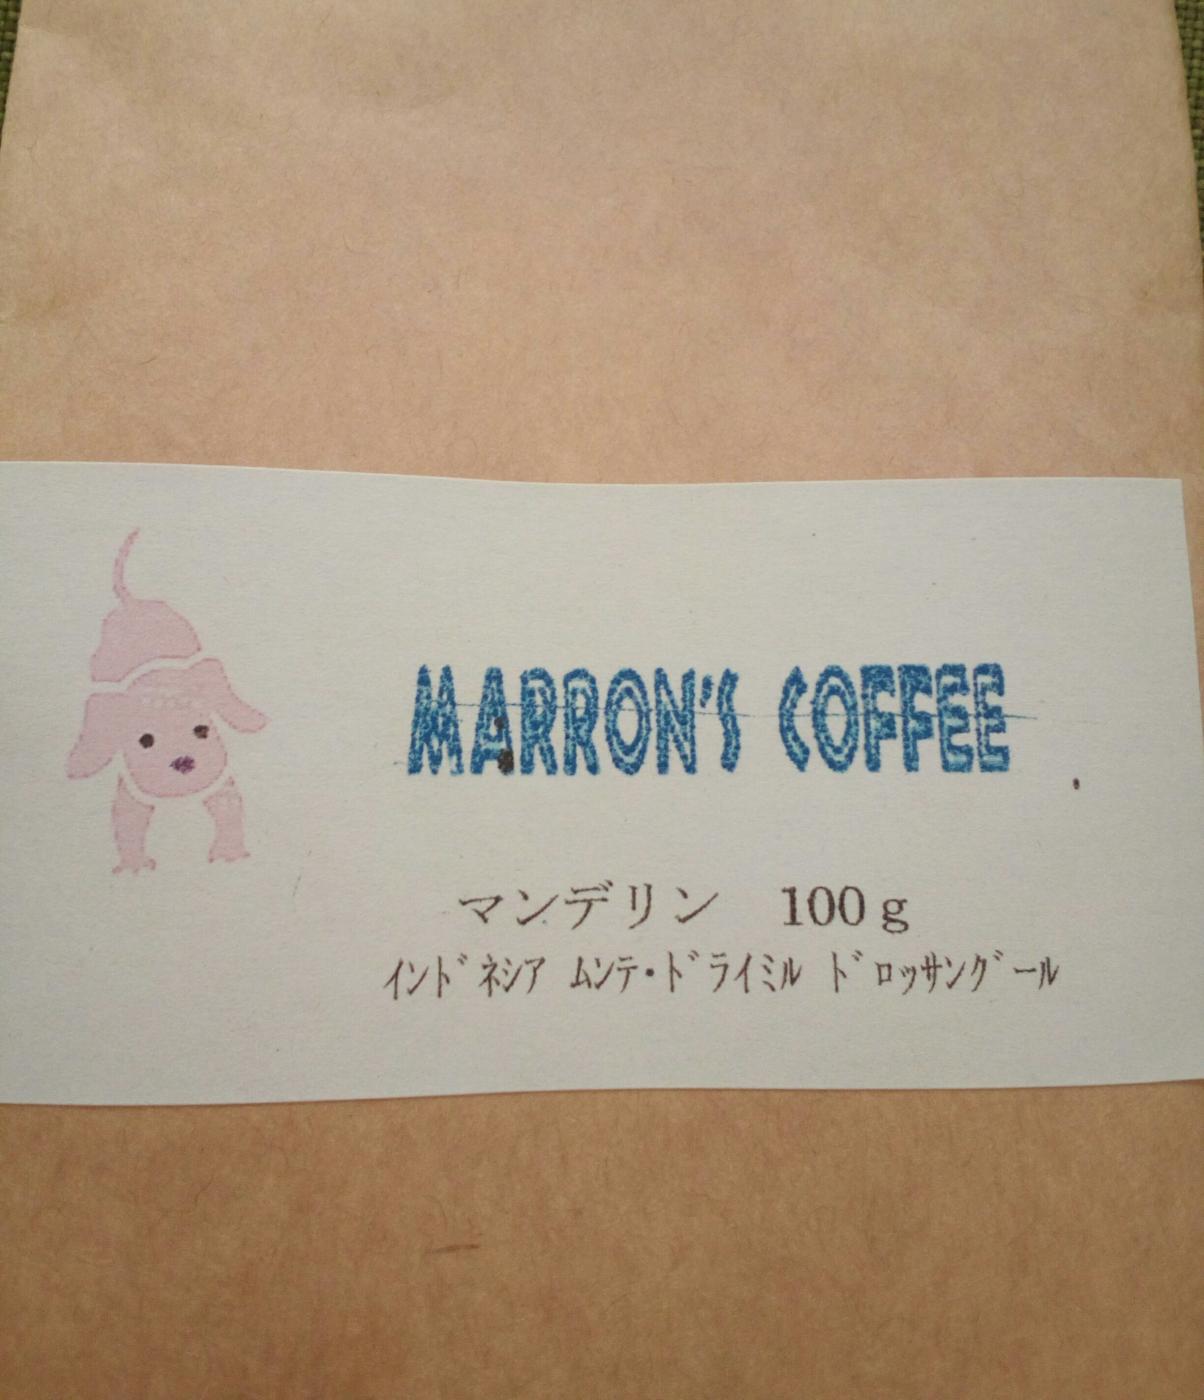 MARRON'S COFFEE
マンデリン　100ｇ
ｲﾝﾄﾞﾈｼｱ ﾑﾝﾃ・ﾄﾞﾗｲﾐﾙ ﾄﾞﾛｯｻﾝｸﾞｰﾙ